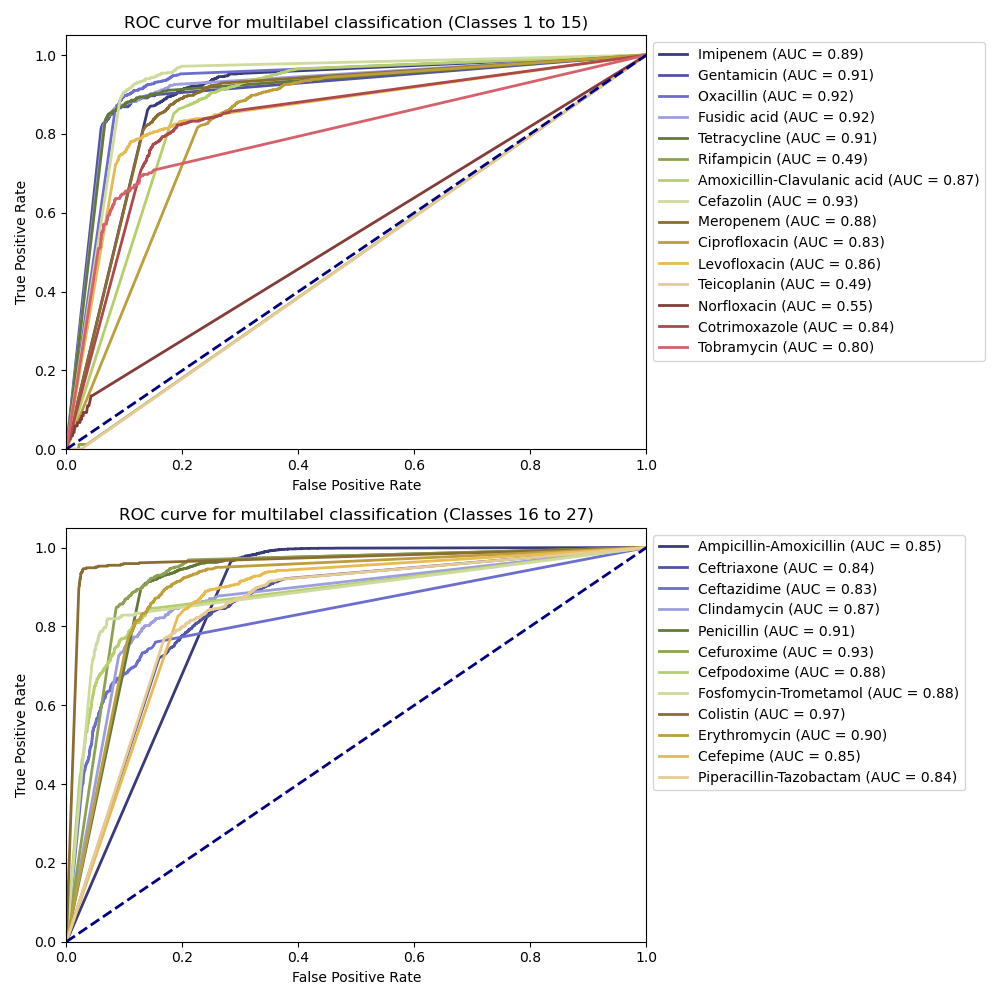 ROC curve for multilabel classification (Classes 1 to 15)
True Positive Rate
1.0
0.8
0.6
0.4
0.2
0.0
0.0 0.2 0.4 0.6 0.8 1.0
False Positive Rate
Imipenem (AUC = 0.89)
Gentamicin (AUC = 0.91)
Oxacillin (AUC = 0.92)
Fusidic acid (AUC = 0.92)
Tetracycline (AUC = 0.91)
Rifampicin (AUC = 0.49)
Amoxicillin-Clavulanic acid (AUC = 0.87)
Cefazolin (AUC = 0.93)
Meropenem (AUC = 0.88)
Ciprofloxacin (AUC = 0.83)
Levofloxacin (AUC = 0.86)
Teicoplanin (AUC = 0.49)
Norfloxacin (AUC = 0.55)
Cotrimoxazole (AUC = 0.84)
Tobramycin (AUC = 0.80)
ROC curve for multilabel classification (Classes 16 to 27)
True Positive Rate
1.0
0.8
0.6
0.4
0.2
0.0
0.0 0.2 0.4 0.6 0.8 1.0
False Positive Rate
Ampicillin-Amoxicillin (AUC = 0.85)
Ceftriaxone (AUC = 0.84)
Ceftazidime (AUC = 0.83)
Clindamycin (AUC = 0.87)
Penicillin (AUC = 0.91)
Cefuroxime (AUC = 0.93)
Cefpodoxime (AUC = 0.88)
Fosfomycin-Trometamol (AUC = 0.88)
Colistin (AUC = 0.97)
Erythromycin (AUC = 0.90)
Cefepime (AUC = 0.85)
Piperacillin-Tazobactam (AUC = 0.84)